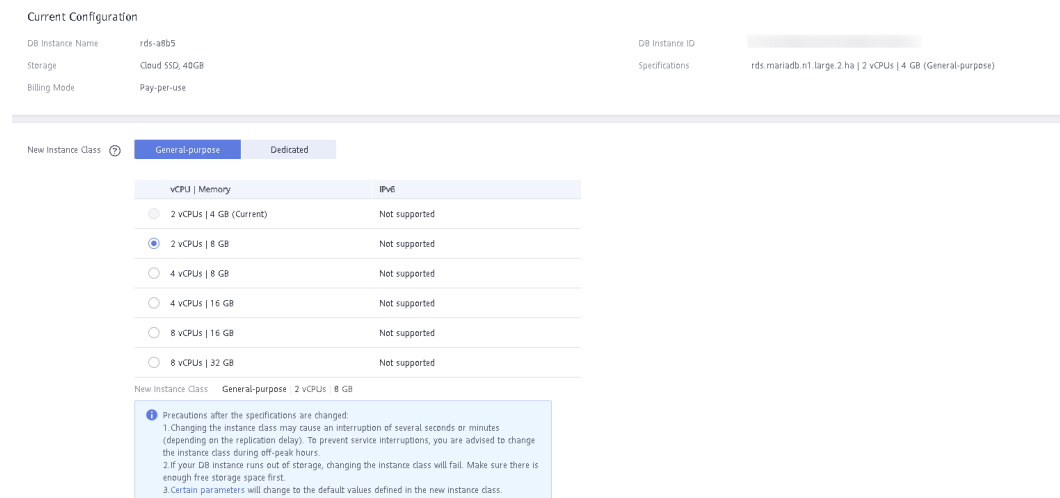 Current Configuration
DB Instance Name rds-a8b5 DB Instance ID
Storage Cloud SSD, 40GB Specifications rds.mariadb.n1.large.2.ha | 2 vCPUs | 4 GB (General-purpose)
Billing Mode Pay-per-use
New Instance Class ? General-purpose Dedicated
vCPU | Memory IPv6
2 vCPUs | 4 GB (Current) Not supported
2 vCPUs | 8 GB Not supported
4 vCPUs | 8 GB Not supported
4 vCPUs | 16 GB Not supported
8 vCPUs | 16 GB Not supported
8 vCPUs | 32 GB Not supported
New Instance Class General-purpose | 2 vCPUs | 8 GB
Precautions after the specifications are changed:
1.Changing the instance class may cause an interruption of several seconds or minutes
(depending on the replication delay). To prevent service interruptions, you are advised to change
the instance class during off-peak hours.
2.If your DB instance runs out of storage, changing the instance class will fail. Make sure there is
enough free storage space first.
3.Certain parameters will change to the default values defined in the new instance class.